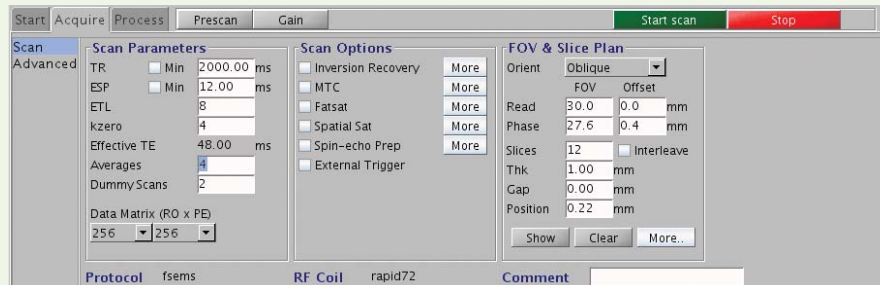 Start Acquire Process Prescan Gain Start scan Stop
Scan
Advanced
Scan Parameters
TR Min 2000.00 ms
ESP Min 12.00 ms
ETL 8
kzero 4
Effective TE 48.00 ms
Averages 4
Dummy Scans 2
Data Matrix (RO x PE)
256 256
Scan Options
Inversion Recovery More
MTC More
Fatsat More
Spatial Sat More
Spin-echo Prep More
External Trigger
FOV & Slice Plan
Orient Oblique
FOV Offset
Read 30.0 0.0 mm
Phase 27.6 0.4 mm
Slices 12 Interleave
Thk 1.00 mm
Gap 0.00 mm
Position 0.22 mm
Show Clear More..
Protocol fsems RF Coil rapid72 Comment